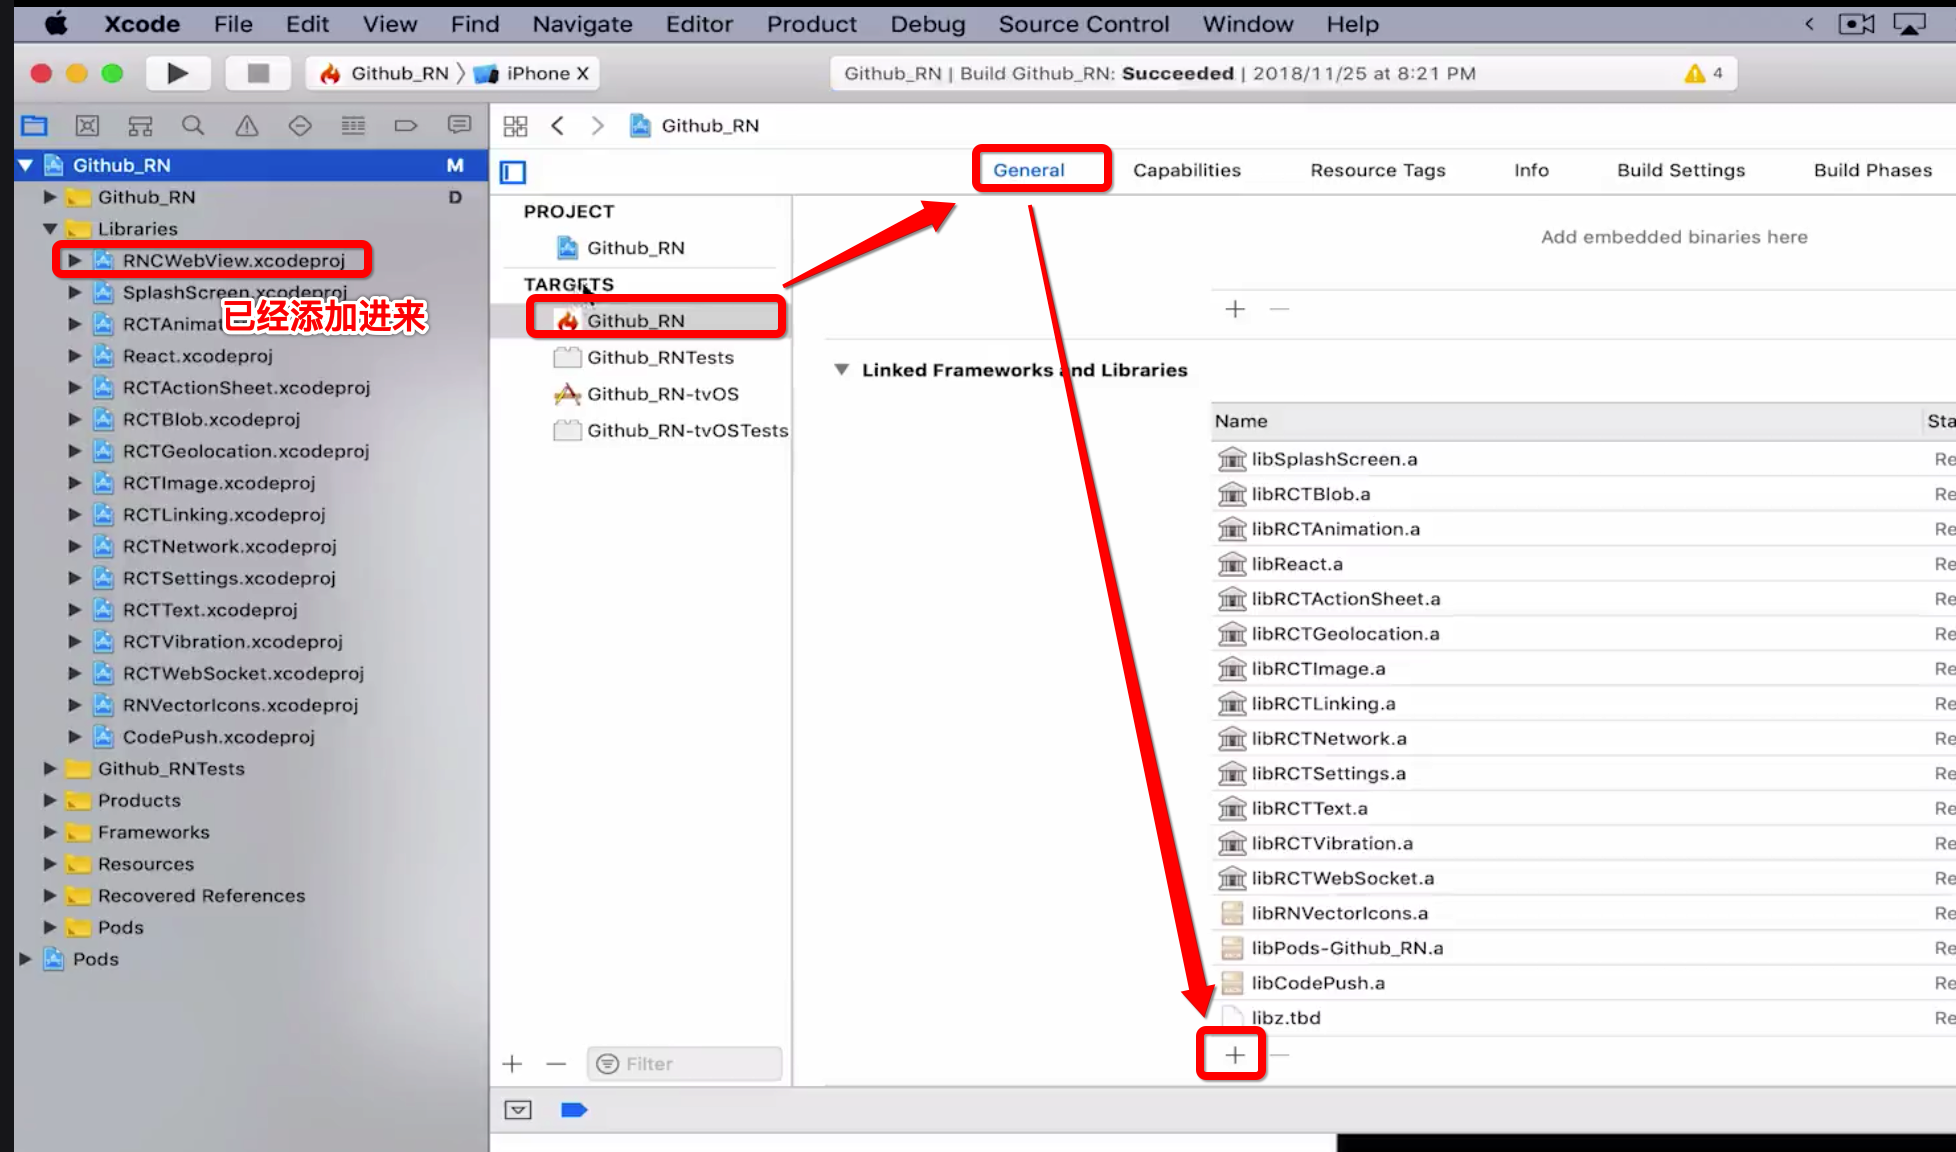 Xcode File Edit View Find Navigate Editor Product Debug Source Control Window Help
Github_RN 〉 iPhone X
Github_RN | Build Github_RN: Succeeded | 2018/11/25 at 8:21 PM
4
Github_RN
Github_RN M
Github_RN D
Libraries
RNCWebView.xcodeproj
SplashScreen.xcodeproj
已经添加进来
RCTAnimat
React.xcodeproj
RCTActionSheet.xcodeproj
RCTBlob.xcodeproj
RCTGeolocation.xcodeproj
RCTImage.xcodeproj
RCTLinking.xcodeproj
RCTNetwork.xcodeproj
RCTSettings.xcodeproj
RCTText.xcodeproj
RCTVibration.xcodeproj
RCTWebSocket.xcodeproj
RNVectorIcons.xcodeproj
CodePush.xcodeproj
Github_RNTests
Products
Frameworks
Resources
Recovered References
Pods
Pods
General Capabilities Resource Tags Info Build Settings Build Phases
PROJECT
Github_RN
TARGETS
Github_RN
Github_RNTests
Github_RN-tvOS
Github_RN-tvOSTests
Filter
Add embedded binaries here
Linked Frameworks and Libraries
Name Sta
libSplashScreen.a Re
libRCTBlob.a Re
libRCTAnimation.a Re
libReact.a Re
libRCTActionSheet.a Re
libRCTGeolocation.a Re
libRCTImage.a Re
libRCTLinking.a Re
libRCTNetwork.a Re
libRCTSettings.a Re
libRCTText.a Re
libRCTVibration.a Re
libRCTWebSocket.a Re
libRNVectorIcons.a Re
libPods-Github_RN.a Re
libCodePush.a Re
libz.tbd Re